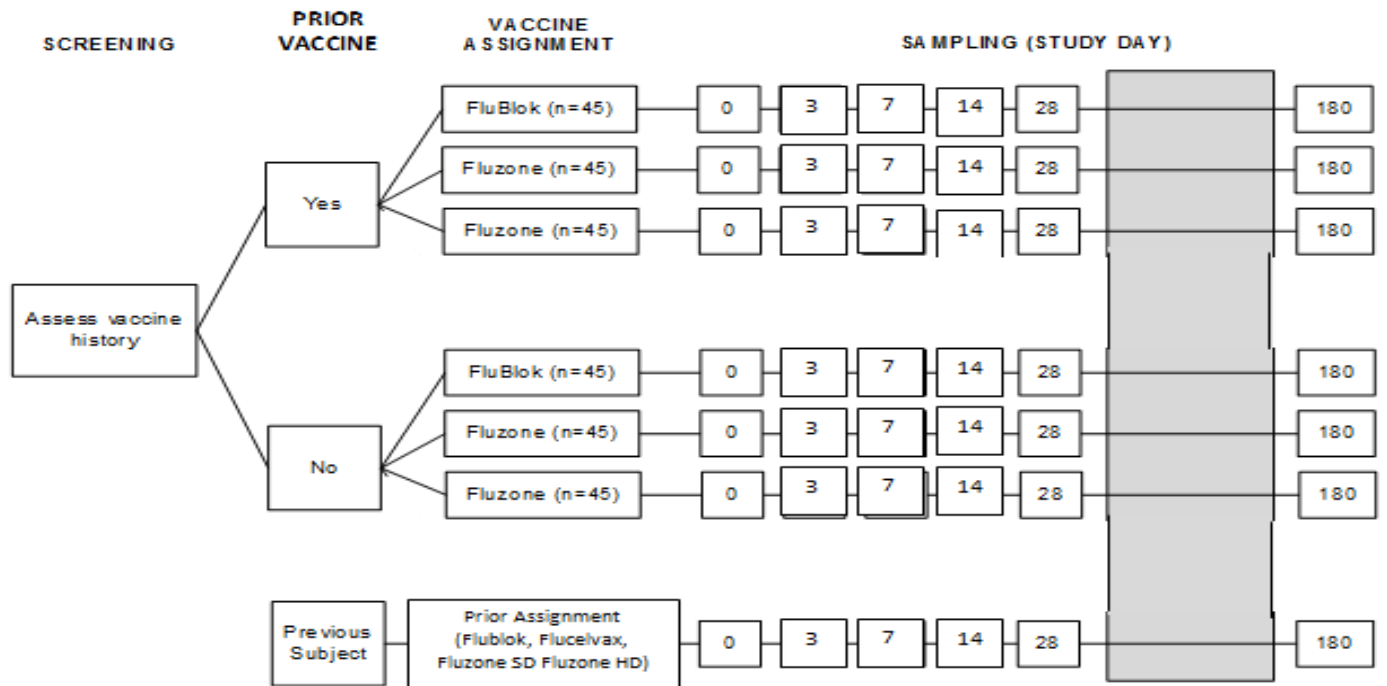 SCREENING
PRIOR
VACCINE
VACCINE
ASSIGNMENT
SAMPLING (STUDY DAY)
FluBlok (n=45) 0 3 7 14 28 180
Fluzone (n=45) 0 3 7 14 28 180
Yes
Fluzone (n=45) 0 3 7 14 28 180
Assess vaccine
history
FluBlok (n=45) 0 3 7 14 28 180
Fluzone (n=45) 0 3 7 14 28 180
No
Fluzone (n=45) 0 3 7 14 28 180
Previous
Subject
Prior Assignment
(Flublok, Flucelvax,
Fluzone SD Fluzone HD)
0 3 7 14 28 180